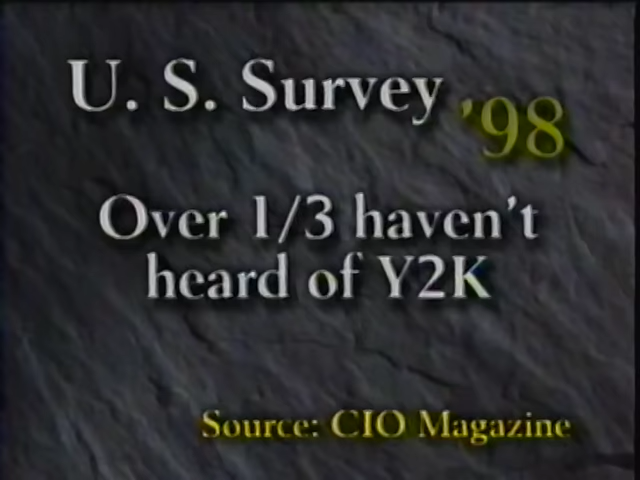 U. S. Survey '98
Over 1/3 haven't
heard of Y2K
Source: CIO Magazine